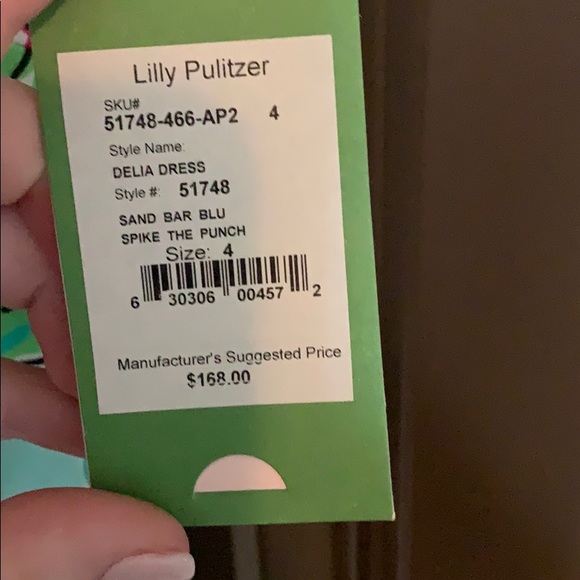 Lilly Pulitzer
SKU#
51748-466-AP2 4
Style Name:
DELIA DRESS
Style #: 51748
SAND BAR BLU
SPIKE THE PUNCH
Size: 4
6 30306 00457 2
Manufacturer's Suggested Price
$168.00